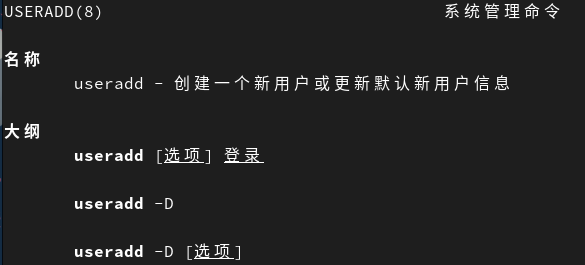 USERADD(8) 系统管理命令
名称
useradd - 创建一个新用户或更新默认新用户信息
大纲
useradd [选项] 登录
useradd -D
useradd -D [选项]